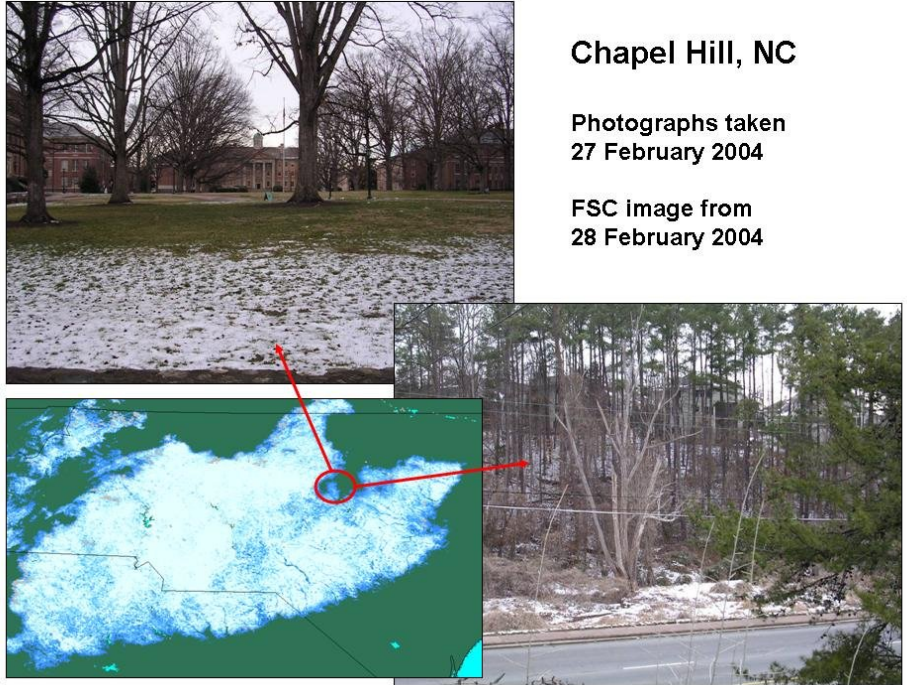 Chapel Hill, NC
Photographs taken
27 February 2004
FSC image from
28 February 2004